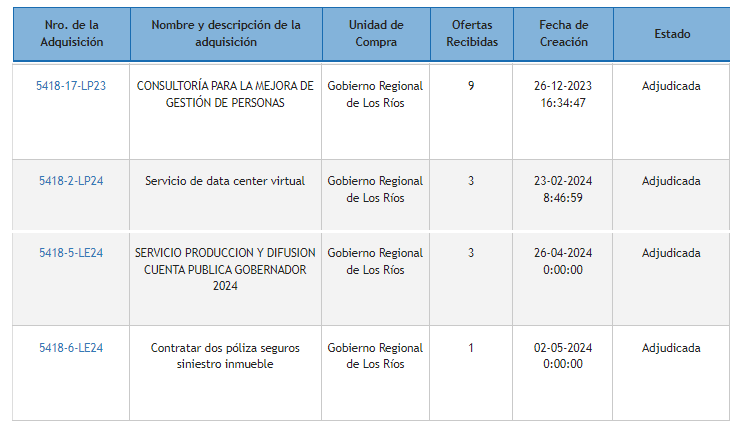 Nro. de la Adquisición
Nombre y descripción de la adquisición
Unidad de Compra
Ofertas Recibidas
Fecha de Creación
Estado
5418-17-LP23
CONSULTORÍA PARA LA MEJORA DE
GESTIÓN DE PERSONAS
Gobierno Regional
de Los Ríos
9
26-12-2023
16:34:47
Adjudicada
5418-2-LP24
Servicio de data center virtual
Gobierno Regional
de Los Ríos
3
23-02-2024
8:46:59
Adjudicada
5418-5-LE24
SERVICIO PRODUCCION Y DIFUSION
CUENTA PUBLICA GOBERNADOR
2024
Gobierno Regional
de Los Ríos
3
26-04-2024
0:00:00
Adjudicada
5418-6-LE24
Contratar dos póliza seguros
siniestro inmueble
Gobierno Regional
de Los Ríos
1
02-05-2024
0:00:00
Adjudicada